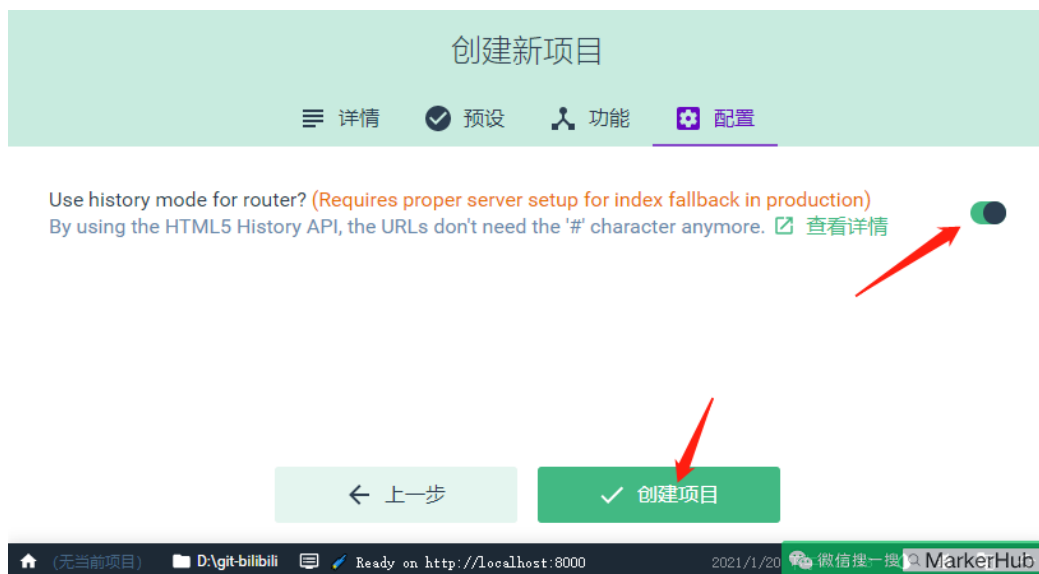 创建新项目
详情 预设 功能 配置
Use history mode for router? (Requires proper server setup for index fallback in production)
By using the HTML5 History API, the URLs don't need the '#' character anymore. 查看详情
上一步 创建项目
(无当前项目) D:\git-bilibili Ready on http://localhost:8000 2021/1/20 微信搜一搜 MarkerHub